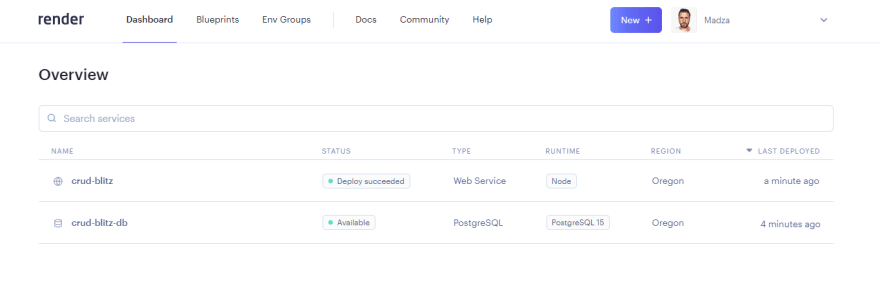 render Dashboard Blueprints Env Groups Docs Community Help New + Madza
Overview
Search services
NAME STATUS TYPE RUNTIME REGION LAST DEPLOYED
crud-blitz Deploy succeeded Web Service Node Oregon a minute ago
crud-blitz-db Available PostgreSQL PostgreSQL 15 Oregon 4 minutes ago